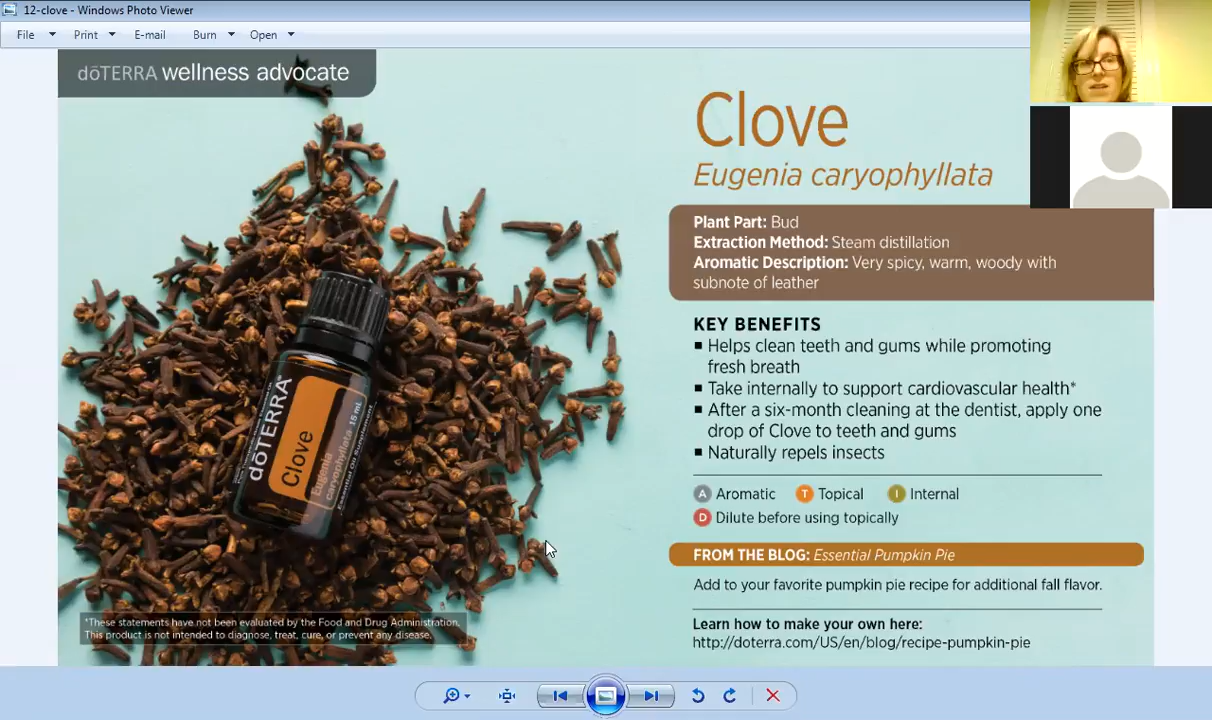 12-clove - Windows Photo Viewer
File Print E-mail Burn Open
dōTERRA wellness advocate
Clove
Eugenia caryophyllata
Plant Part: Bud
Extraction Method: Steam distillation
Aromatic Description: Very spicy, warm, woody with
subnote of leather
KEY BENEFITS
▪ Helps clean teeth and gums while promoting
fresh breath
▪ Take internally to support cardiovascular health*
▪ After a six-month cleaning at the dentist, apply one
drop of Clove to teeth and gums
▪ Naturally repels insects
A Aromatic T Topical I Internal
D Dilute before using topically
FROM THE BLOG: Essential Pumpkin Pie
Add to your favorite pumpkin pie recipe for additional fall flavor.
Learn how to make your own here:
http://doterra.com/US/en/blog/recipe-pumpkin-pie
dōTERRA®
Clove
Eugenia
caryophyllata
Essential Oil Supplement
15 mL
*These statements have not been evaluated by the Food and Drug Administration.
This product is not intended to diagnose, treat, cure, or prevent any disease.